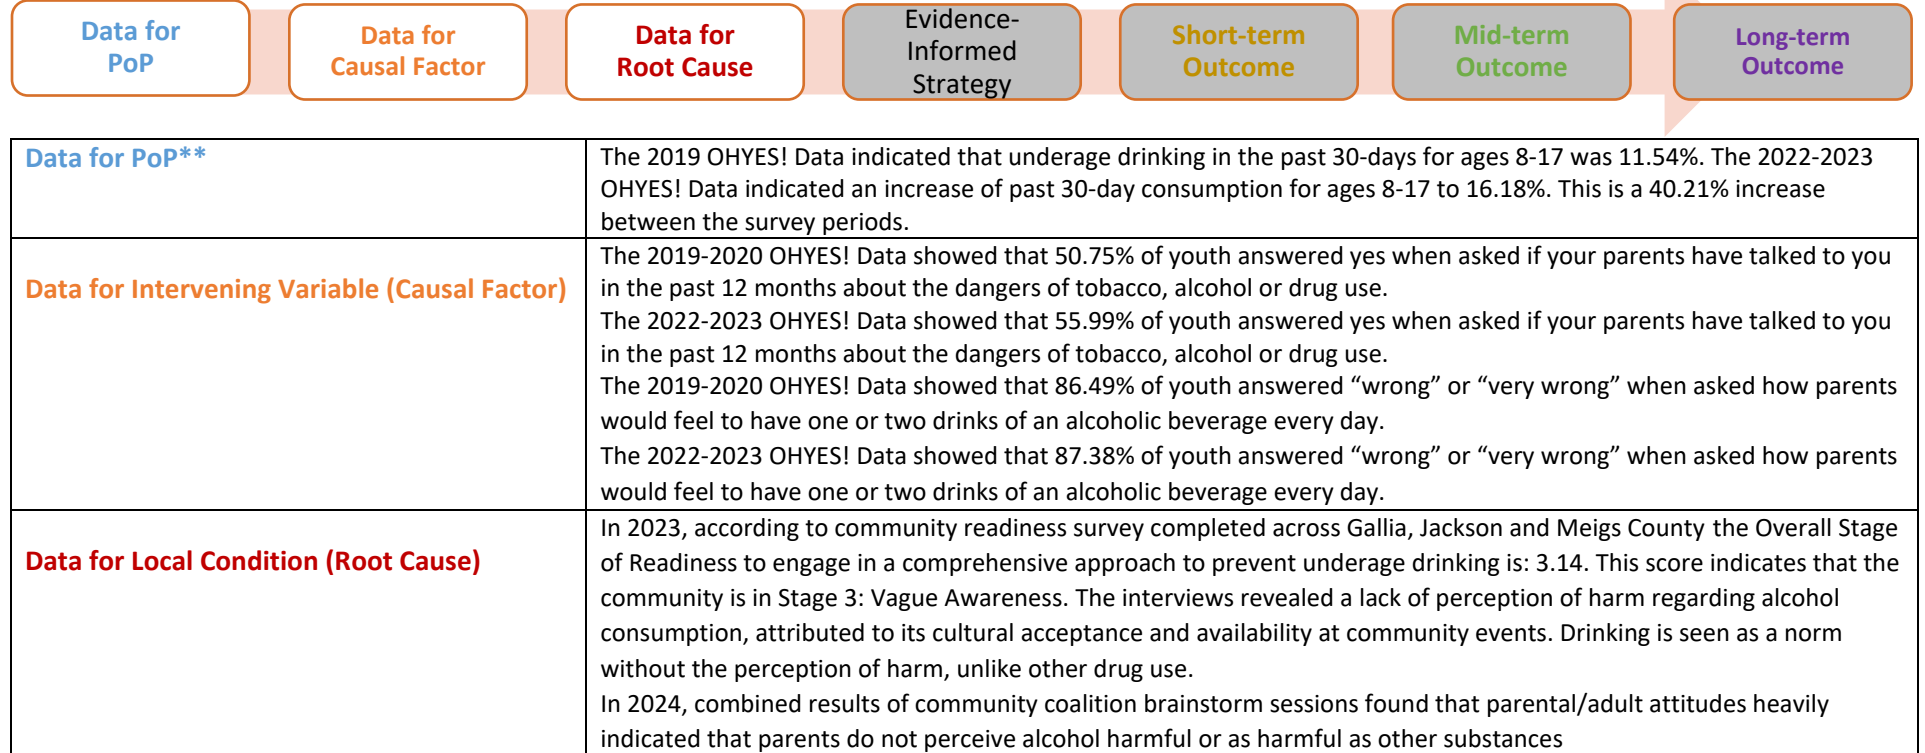 Data for
PoP
Data for
Causal Factor
Data for
Root Cause
Evidence-
Informed
Strategy
Short-term
Outcome
Mid-term
Outcome
Long-term
Outcome
Data for PoP**
The 2019 OHYES! Data indicated that underage drinking in the past 30-days for ages 8-17 was 11.54%. The 2022-2023
OHYES! Data indicated an increase of past 30-day consumption for ages 8-17 to 16.18%. This is a 40.21% increase
between the survey periods.
Data for Intervening Variable (Causal Factor)
The 2019-2020 OHYES! Data showed that 50.75% of youth answered yes when asked if your parents have talked to you
in the past 12 months about the dangers of tobacco, alcohol or drug use.
The 2022-2023 OHYES! Data showed that 55.99% of youth answered yes when asked if your parents have talked to you
in the past 12 months about the dangers of tobacco, alcohol or drug use.
The 2019-2020 OHYES! Data showed that 86.49% of youth answered “wrong” or “very wrong” when asked how parents
would feel to have one or two drinks of an alcoholic beverage every day.
The 2022-2023 OHYES! Data showed that 87.38% of youth answered “wrong” or “very wrong” when asked how parents
would feel to have one or two drinks of an alcoholic beverage every day.
Data for Local Condition (Root Cause)
In 2023, according to community readiness survey completed across Gallia, Jackson and Meigs County the Overall Stage
of Readiness to engage in a comprehensive approach to prevent underage drinking is: 3.14. This score indicates that the
community is in Stage 3: Vague Awareness. The interviews revealed a lack of perception of harm regarding alcohol
consumption, attributed to its cultural acceptance and availability at community events. Drinking is seen as a norm
without the perception of harm, unlike other drug use.
In 2024, combined results of community coalition brainstorm sessions found that parental/adult attitudes heavily
indicated that parents do not perceive alcohol harmful or as harmful as other substances